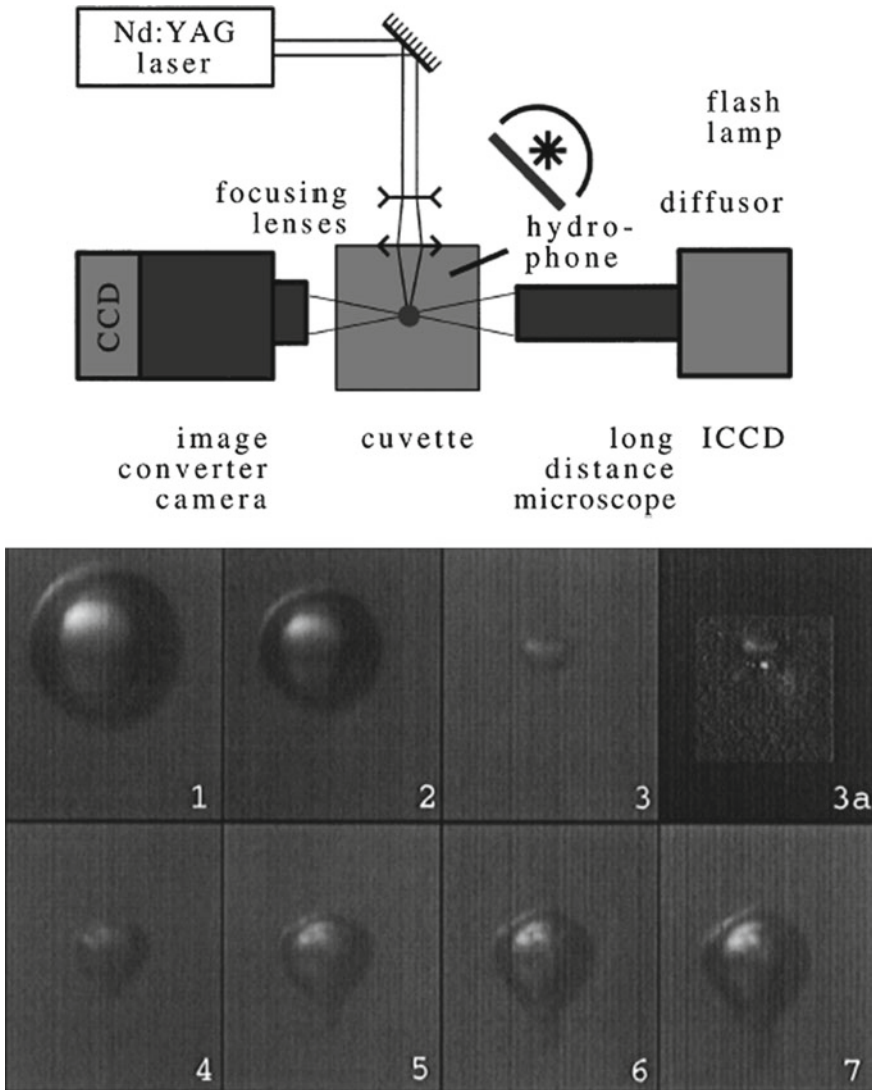 Nd:YAG
laser
flash
lamp
focusing
lenses
diffusor
hydro-
phone
CCD
image
converter
camera
cuvette
long
distance
microscope
ICCD
1
2
3
3a
4
5
6
7